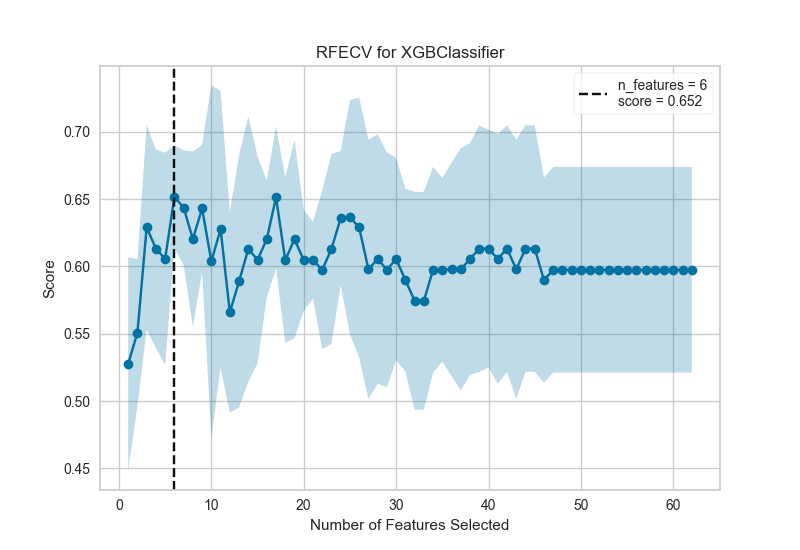 RFECV for XGBClassifier
n_features = 6
score = 0.652
0.70
0.65
0.60
0.55
0.50
0.45
Score
0 10 20 30 40 50 60
Number of Features Selected